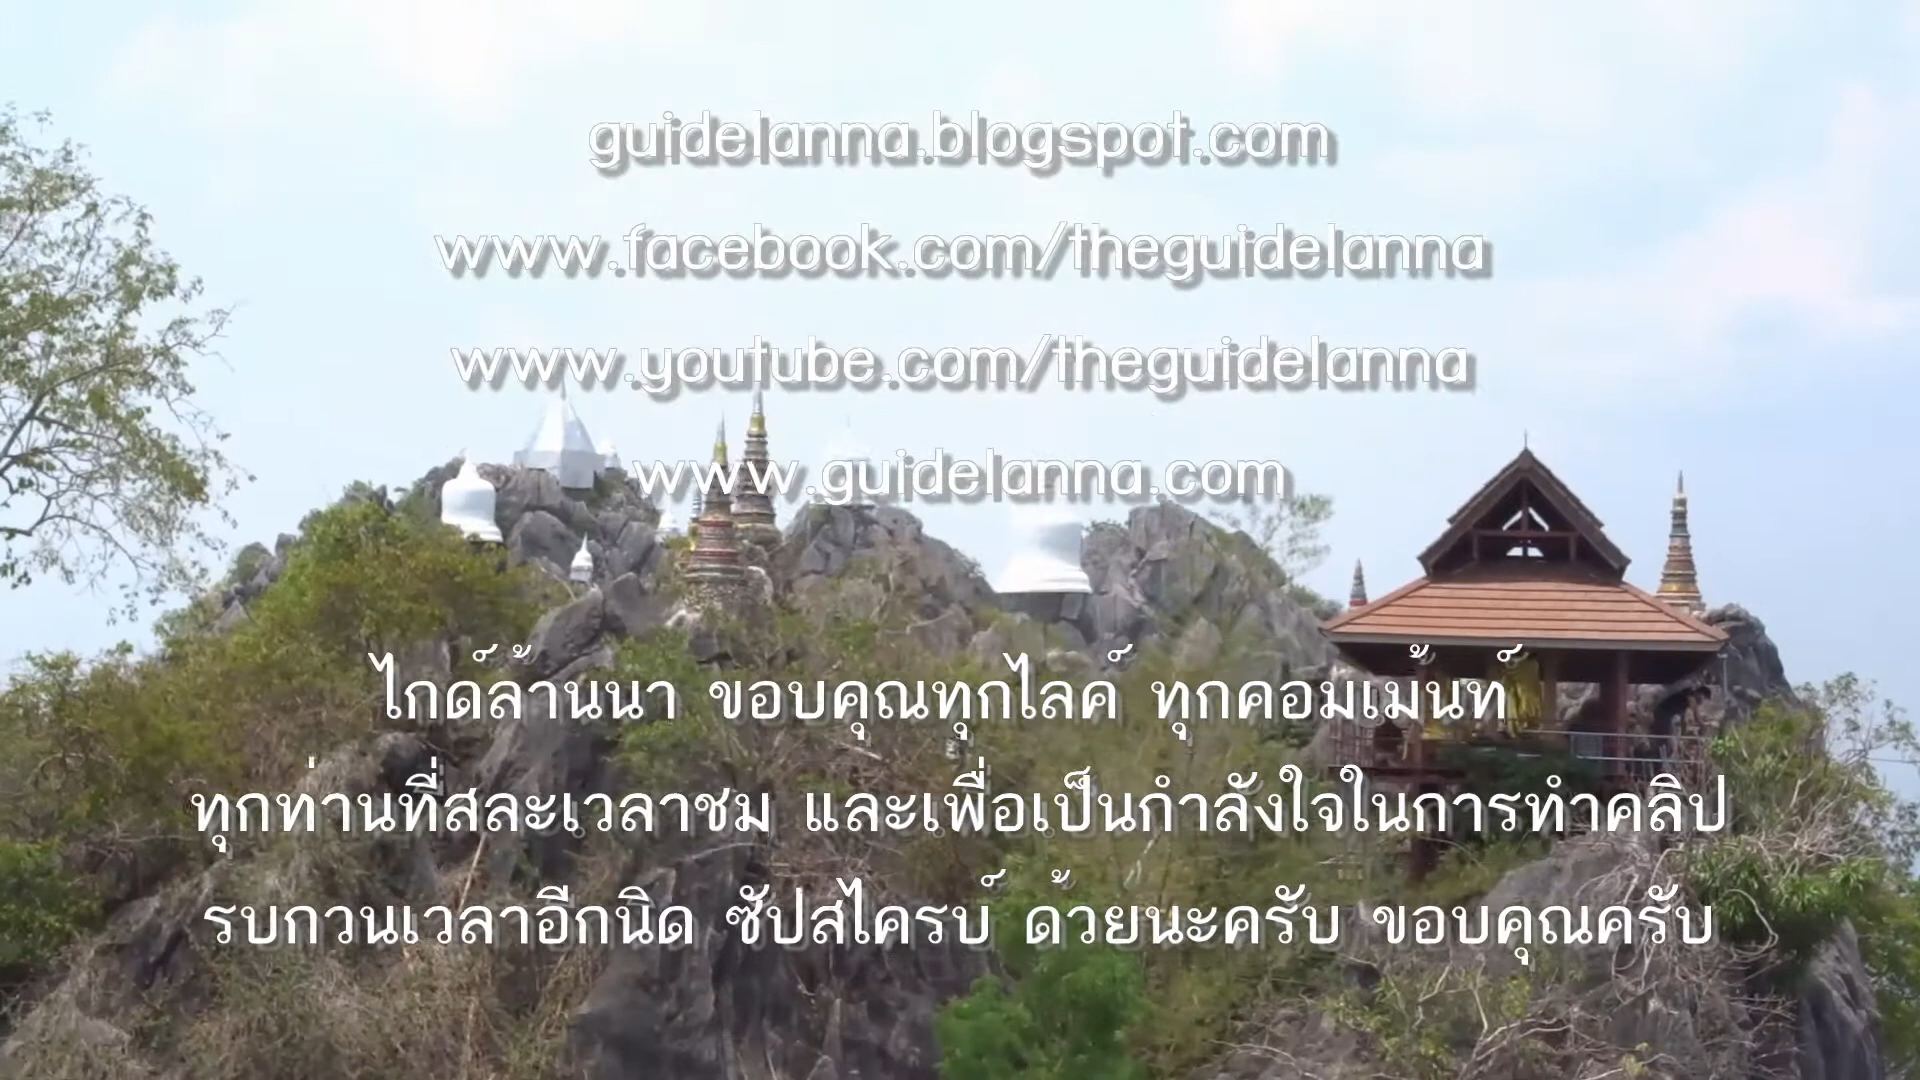 guidelanna.blogspot.com
www.facebook.com/theguidelanna
www.youtube.com/theguidelanna
www.guidelanna.com
ไกด์ล้านนา ขอบคุณทุกไลค์ ทุกคอมเม้นท์
ทุกท่านที่สละเวลาชม และเพื่อเป็นกำลังใจในการทำคลิป
รบกวนเวลาอีกนิด ซัปสไครบ์ ด้วยนะครับ ขอบคุณครับ